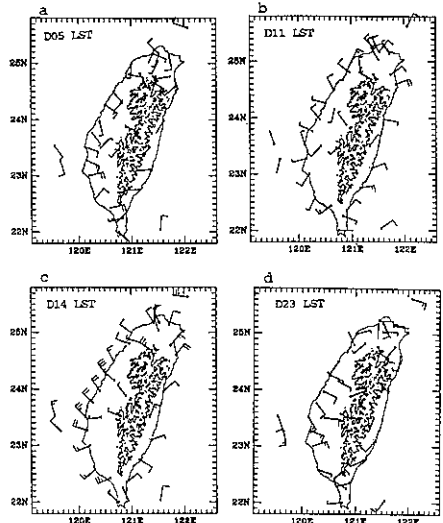 a
D05 LST
25N
24N
23N
22N
120E 121E 122E
b
D11 LST
25N
24N
23N
22N
120E 121E 122E
c
D14 LST
25N
24N
23N
22N
120E 121E 122E
d
D23 LST
25N
24N
23N
22N
120E 121E 122E